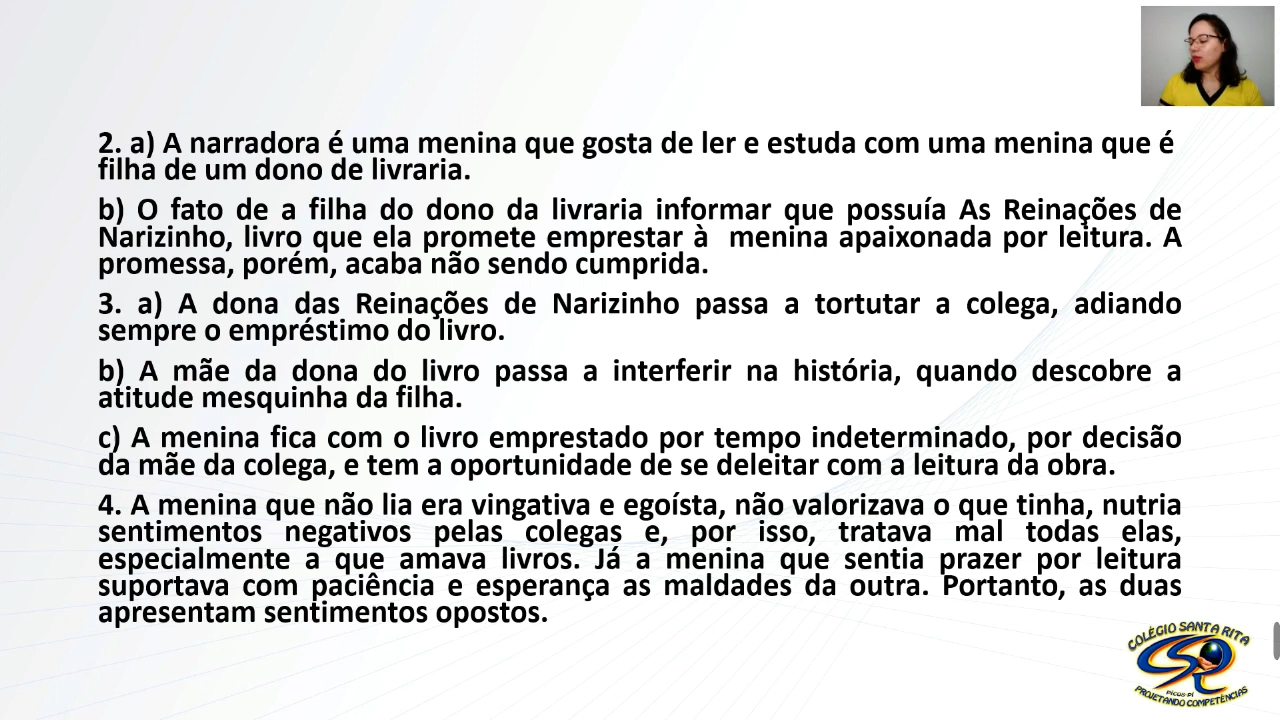 2. a) A narradora é uma menina que gosta de ler e estuda com uma menina que é
filha de um dono de livraria.
b) O fato de a filha do dono da livraria informar que possuía As Reinações de
Narizinho, livro que ela promete emprestar à menina apaixonada por leitura. A
promessa, porém, acaba não sendo cumprida.
3. a) A dona das Reinações de Narizinho passa a tortutar a colega, adiando
sempre o empréstimo do livro.
b) A mãe da dona do livro passa a interferir na história, quando descobre a
atitude mesquinha da filha.
c) A menina fica com o livro emprestado por tempo indeterminado, por decisão
da mãe da colega, e tem a oportunidade de se deleitar com a leitura da obra.
4. A menina que não lia era vingativa e egoísta, não valorizava o que tinha, nutria
sentimentos negativos pelas colegas e, por isso, tratava mal todas elas,
especialmente a que amava livros. Já a menina que sentia prazer por leitura
suportava com paciência e esperança as maldades da outra. Portanto, as duas
apresentam sentimentos opostos.
COLÉGIO SANTA RITA
PICOS-PI
PROJETANDO COMPETÊNCIAS